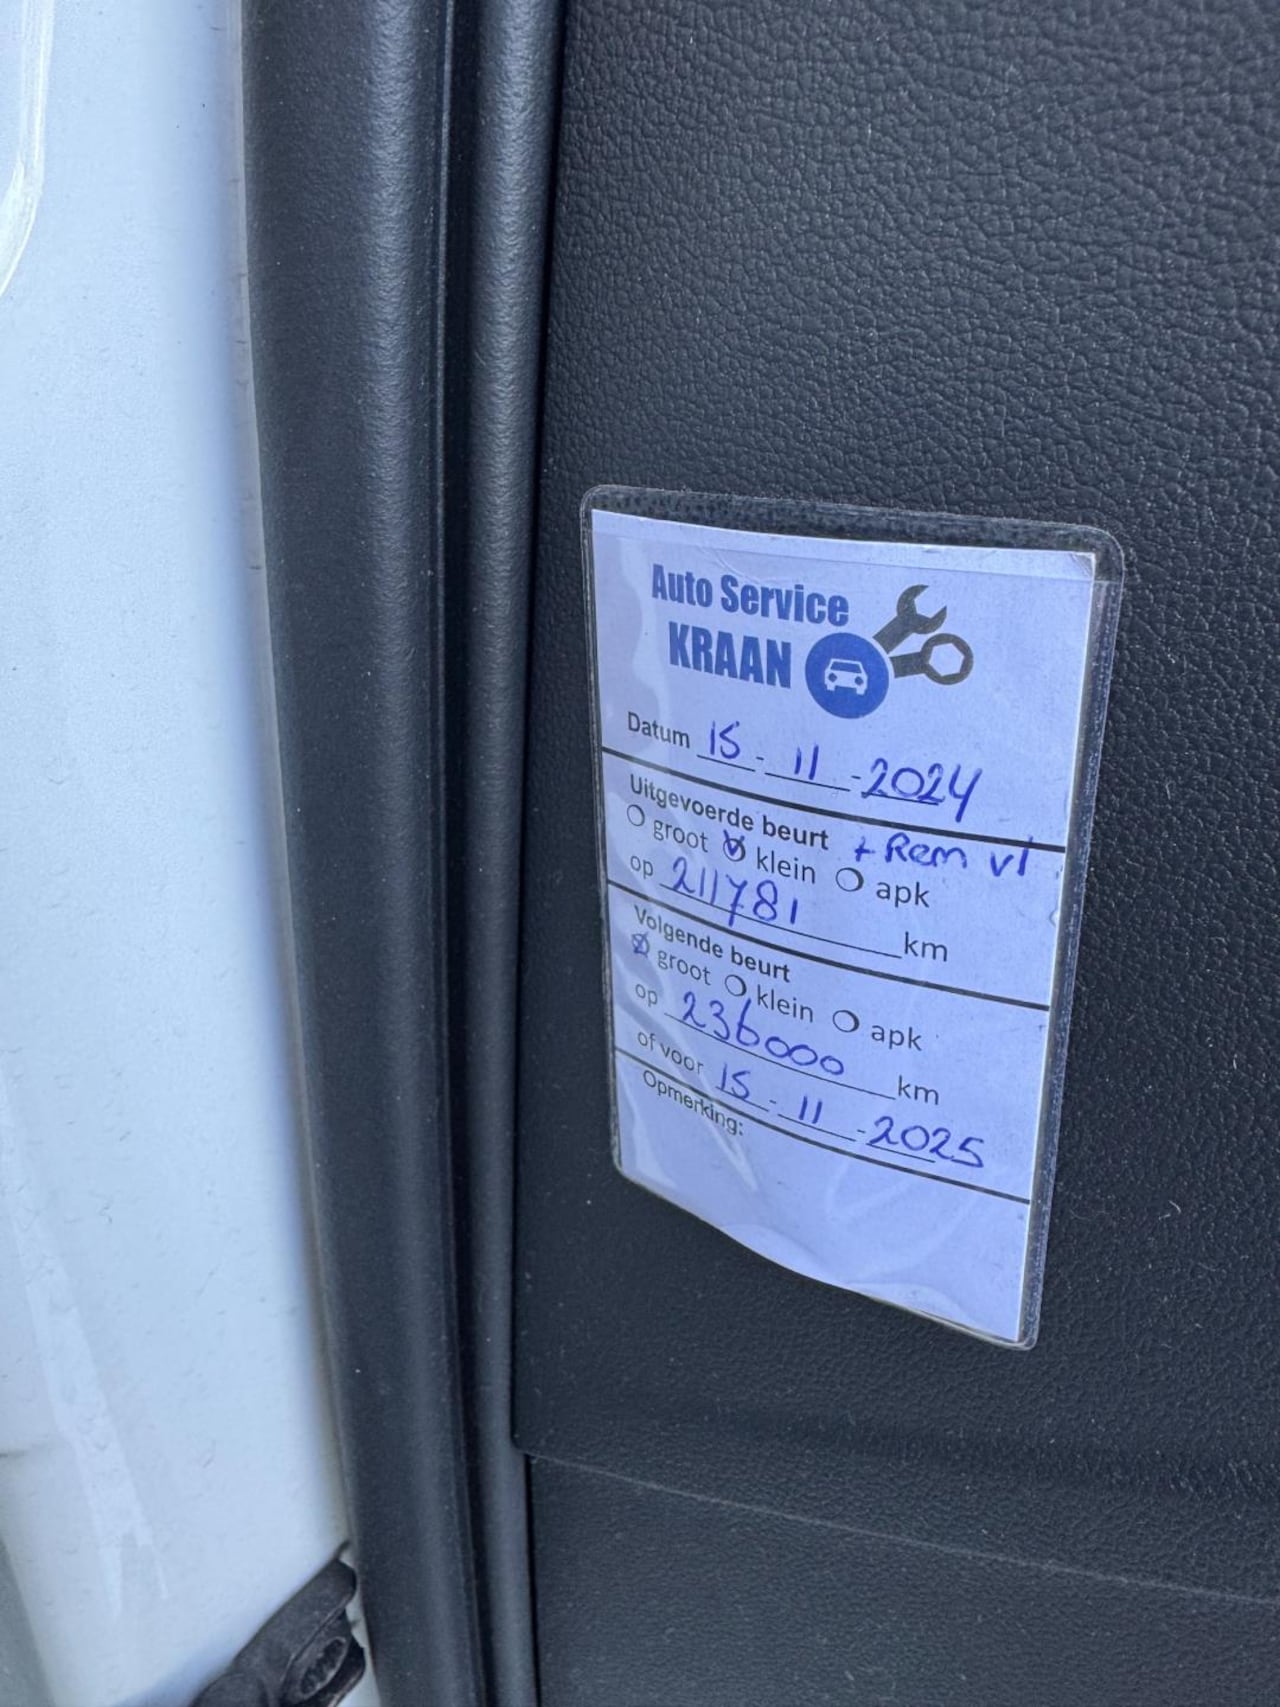 Auto Service
KRAAN
Datum 15 - 11 - 2024
Uitgevoerde beurt + Rem vl
groot klein apk
op 211781 km
Volgende beurt
groot klein apk
op 236000 km
of voor 15 - 11 - 2025
Opmerking: